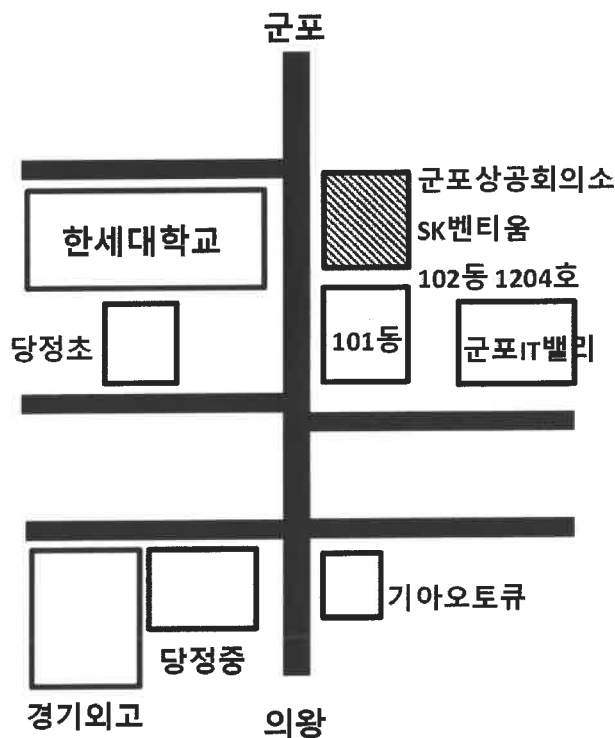 군포
군포상공회의소
한세대학교
SK벤티움
102동 1204호
당정초
101동
군포IT밸리
기아오토큐
당정중
경기외고
의왕